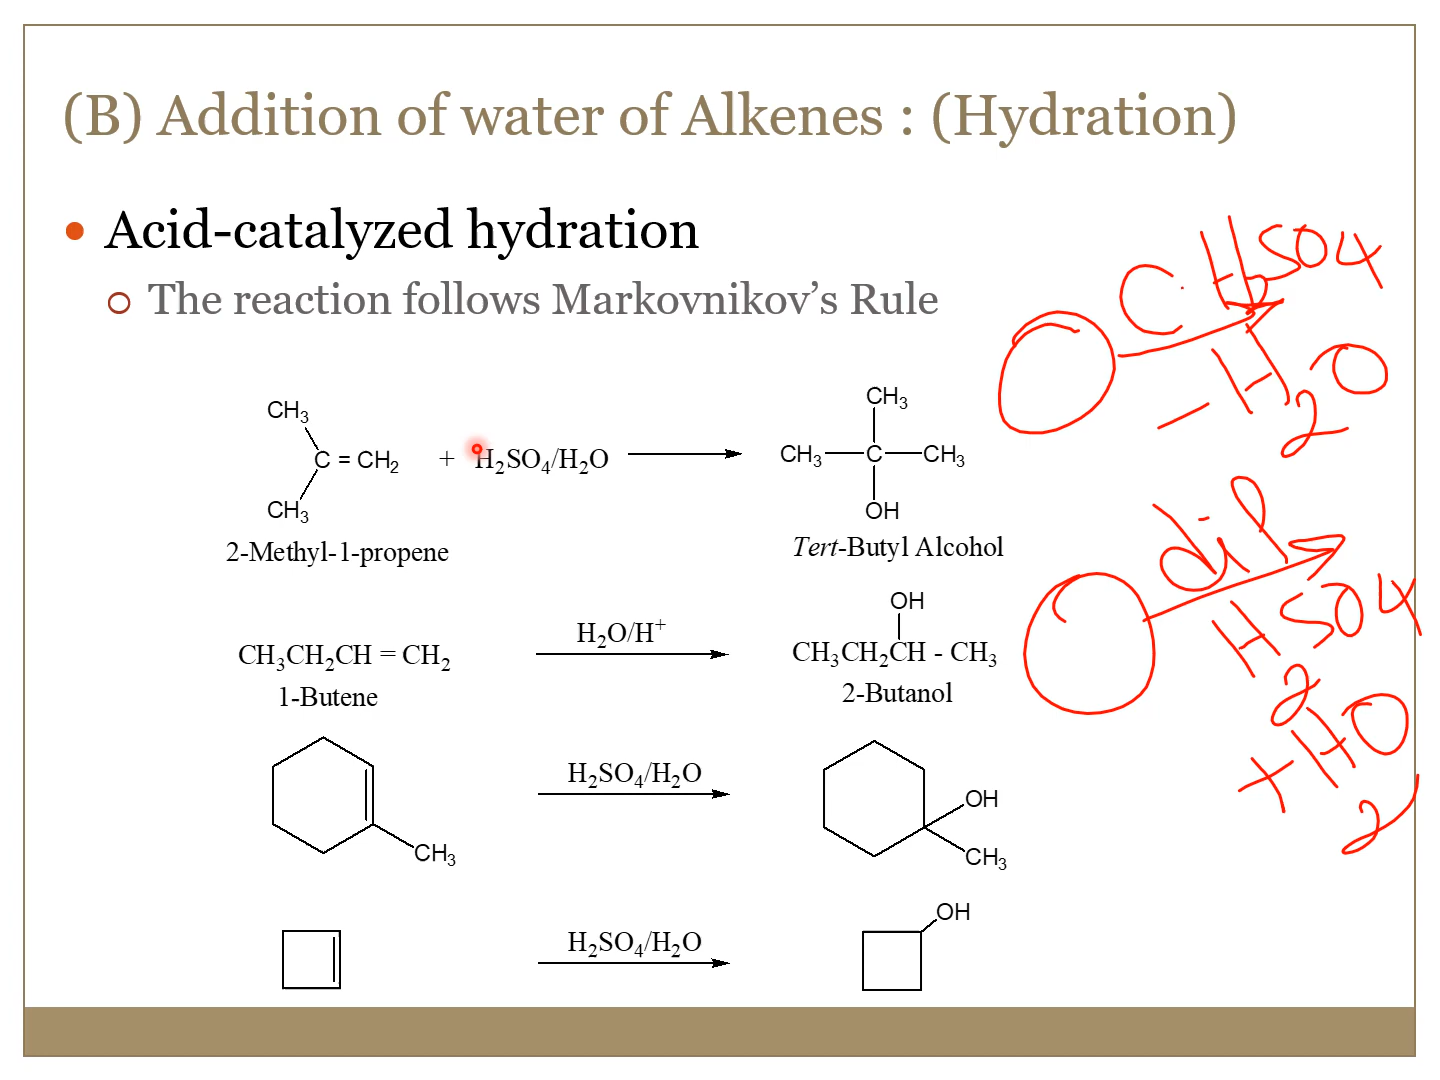 (B) Addition of water of Alkenes : (Hydration)
Acid-catalyzed hydration
The reaction follows Markovnikov's Rule
C. H2SO4
- H2O
CH3
C = CH2
CH3
+ H2SO4/H2O
CH3
CH3 C CH3
OH
2-Methyl-1-propene
Tert-Butyl Alcohol
dil
H2SO4
+ H2O
CH3CH2CH = CH2
H2O/H+
OH
CH3CH2CH - CH3
1-Butene
2-Butanol
CH3
H2SO4/H2O
OH
CH3
H2SO4/H2O
OH